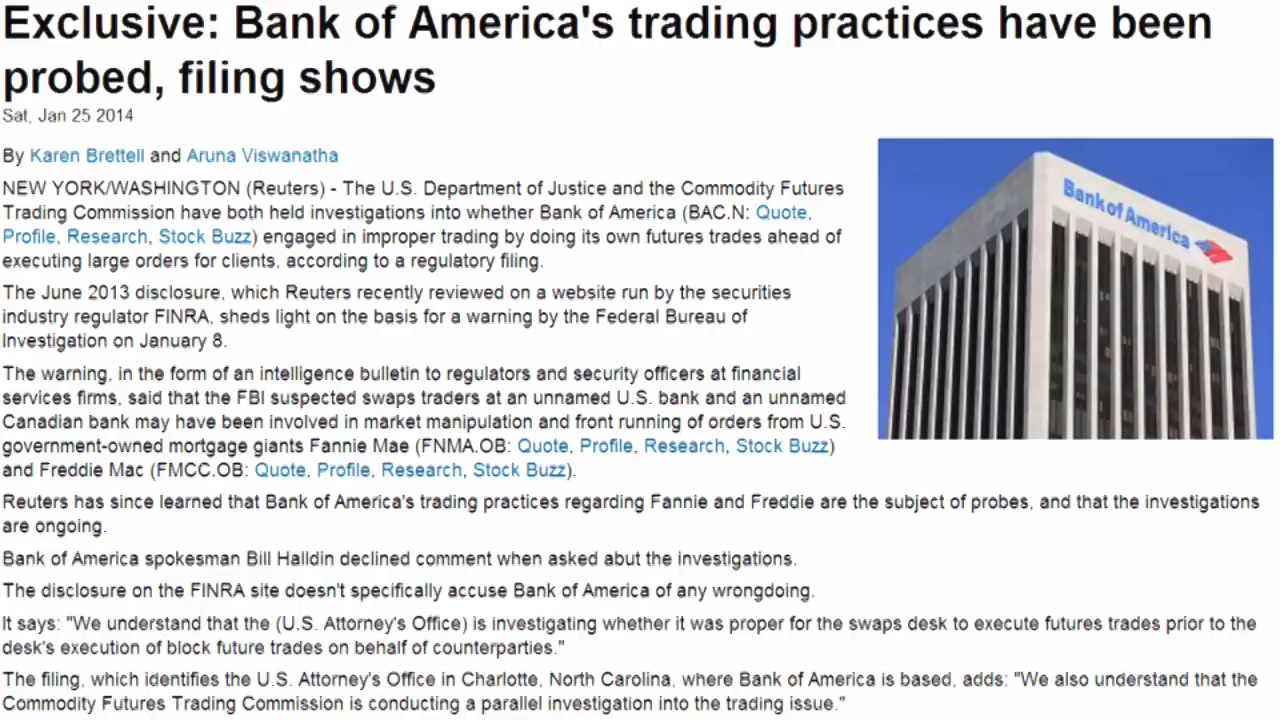 Exclusive: Bank of America's trading practices have been
probed, filing shows
Sat, Jan 25 2014
By Karen Brettell and Aruna Viswanatha
NEW YORK/WASHINGTON (Reuters) - The U.S. Department of Justice and the Commodity Futures
Trading Commission have both held investigations into whether Bank of America (BAC.N: Quote,
Profile, Research, Stock Buzz) engaged in improper trading by doing its own futures trades ahead of
executing large orders for clients, according to a regulatory filing.
The June 2013 disclosure, which Reuters recently reviewed on a website run by the securities
industry regulator FINRA, sheds light on the basis for a warning by the Federal Bureau of
Investigation on January 8.
The warning, in the form of an intelligence bulletin to regulators and security officers at financial
services firms, said that the FBI suspected swaps traders at an unnamed U.S. bank and an unnamed
Canadian bank may have been involved in market manipulation and front running of orders from U.S.
government-owned mortgage giants Fannie Mae (FNMA.OB: Quote, Profile, Research, Stock Buzz)
and Freddie Mac (FMCC.OB: Quote, Profile, Research, Stock Buzz).
Bank of America
Reuters has since learned that Bank of America's trading practices regarding Fannie and Freddie are the subject of probes, and that the investigations
are ongoing.
Bank of America spokesman Bill Halldin declined comment when asked abut the investigations.
The disclosure on the FINRA site doesn't specifically accuse Bank of America of any wrongdoing.
It says: "We understand that the (U.S. Attorney's Office) is investigating whether it was proper for the swaps desk to execute futures trades prior to the
desk's execution of block future trades on behalf of counterparties."
The filing, which identifies the U.S. Attorney's Office in Charlotte, North Carolina, where Bank of America is based, adds: "We also understand that the
Commodity Futures Trading Commission is conducting a parallel investigation into the trading issue."